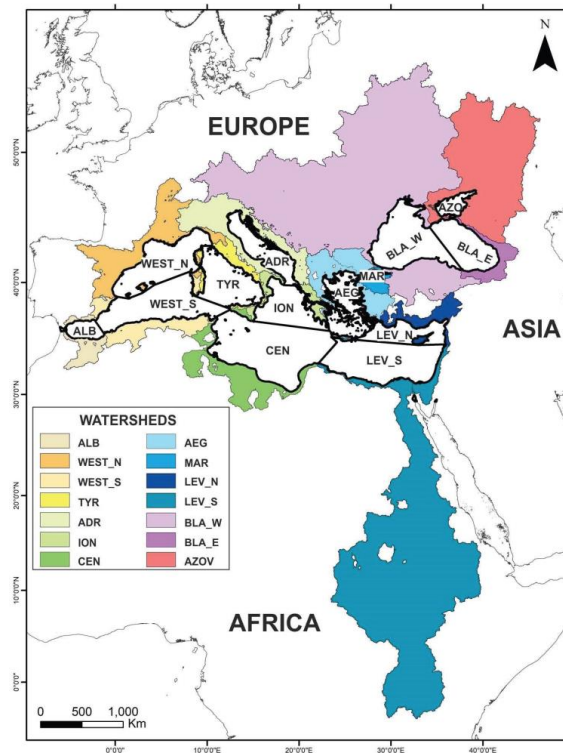 N
EUROPE
50°0'0"N
AZO
BLA_W
BLA_E
WEST_N
ADR
MAR
40°0'0"N
TYR
AEG
WEST_S
ION
ALB
LEV_N
ASIA
CEN
LEV_S
30°0'0"N
WATERSHEDS
ALB
AEG
WEST_N
MAR
WEST_S
LEV_N
TYR
LEV_S
ADR
BLA_W
ION
BLA_E
CEN
AZOV
20°0'0"N
10°0'0"N
AFRICA
0°0'0"
0 500 1,000
Km
0°0'0"
10°0'0"E
20°0'0"E
30°0'0"E
40°0'0"E